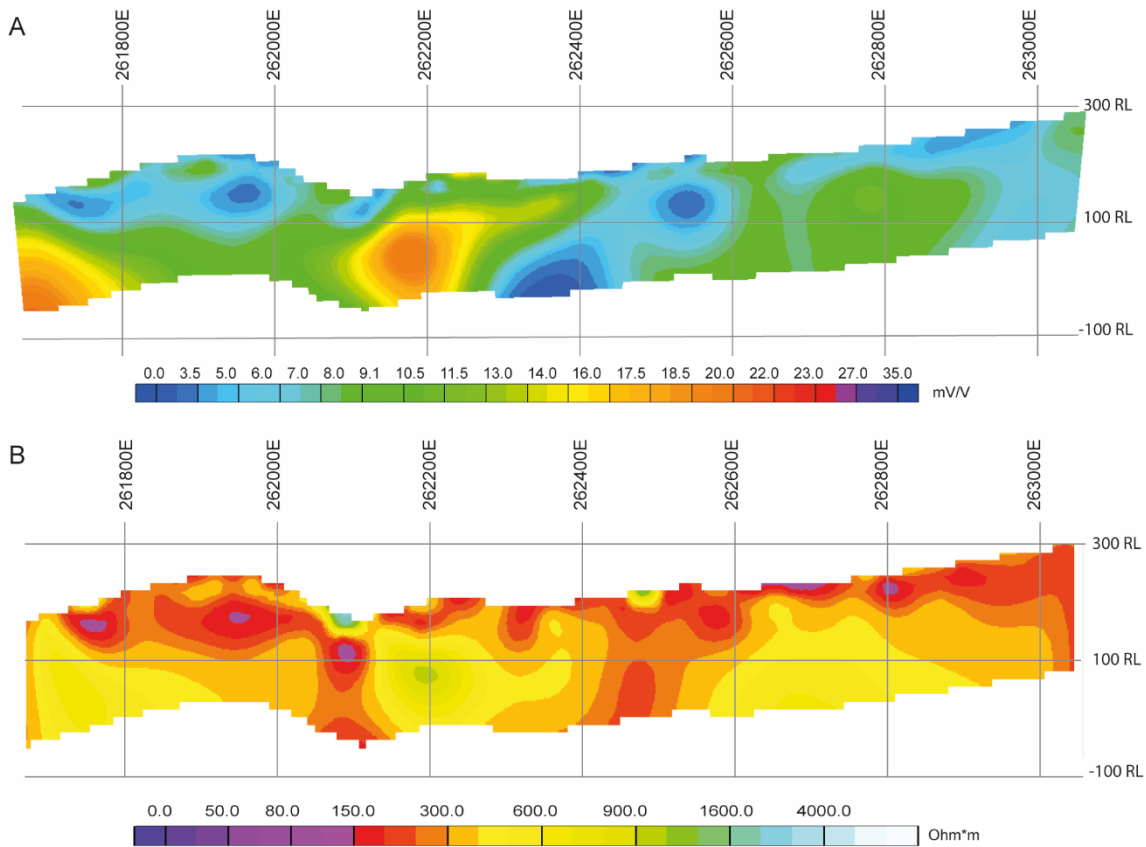 A
261800E 262000E 262200E 262400E 262600E 262800E 263000E
300 RL
100 RL
-100 RL
0.0 3.5 5.0 6.0 7.0 8.0 9.1 10.5 11.5 13.0 14.0 16.0 17.5 18.5 20.0 22.0 23.0 27.0 35.0
mV/V
B
261800E 262000E 262200E 262400E 262600E 262800E 263000E
300 RL
100 RL
-100 RL
0.0 50.0 80.0 150.0 300.0 600.0 900.0 1600.0 4000.0
Ohm*m